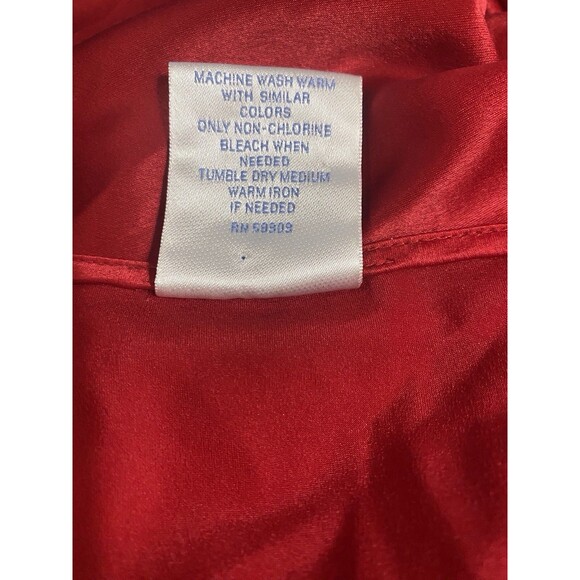 MACHINE WASH WARM
WITH SIMILAR
COLORS
ONLY NON-CHLORINE
BLEACH WHEN
NEEDED
TUMBLE DRY MEDIUM
WARM IRON
IF NEEDED
RN 59909